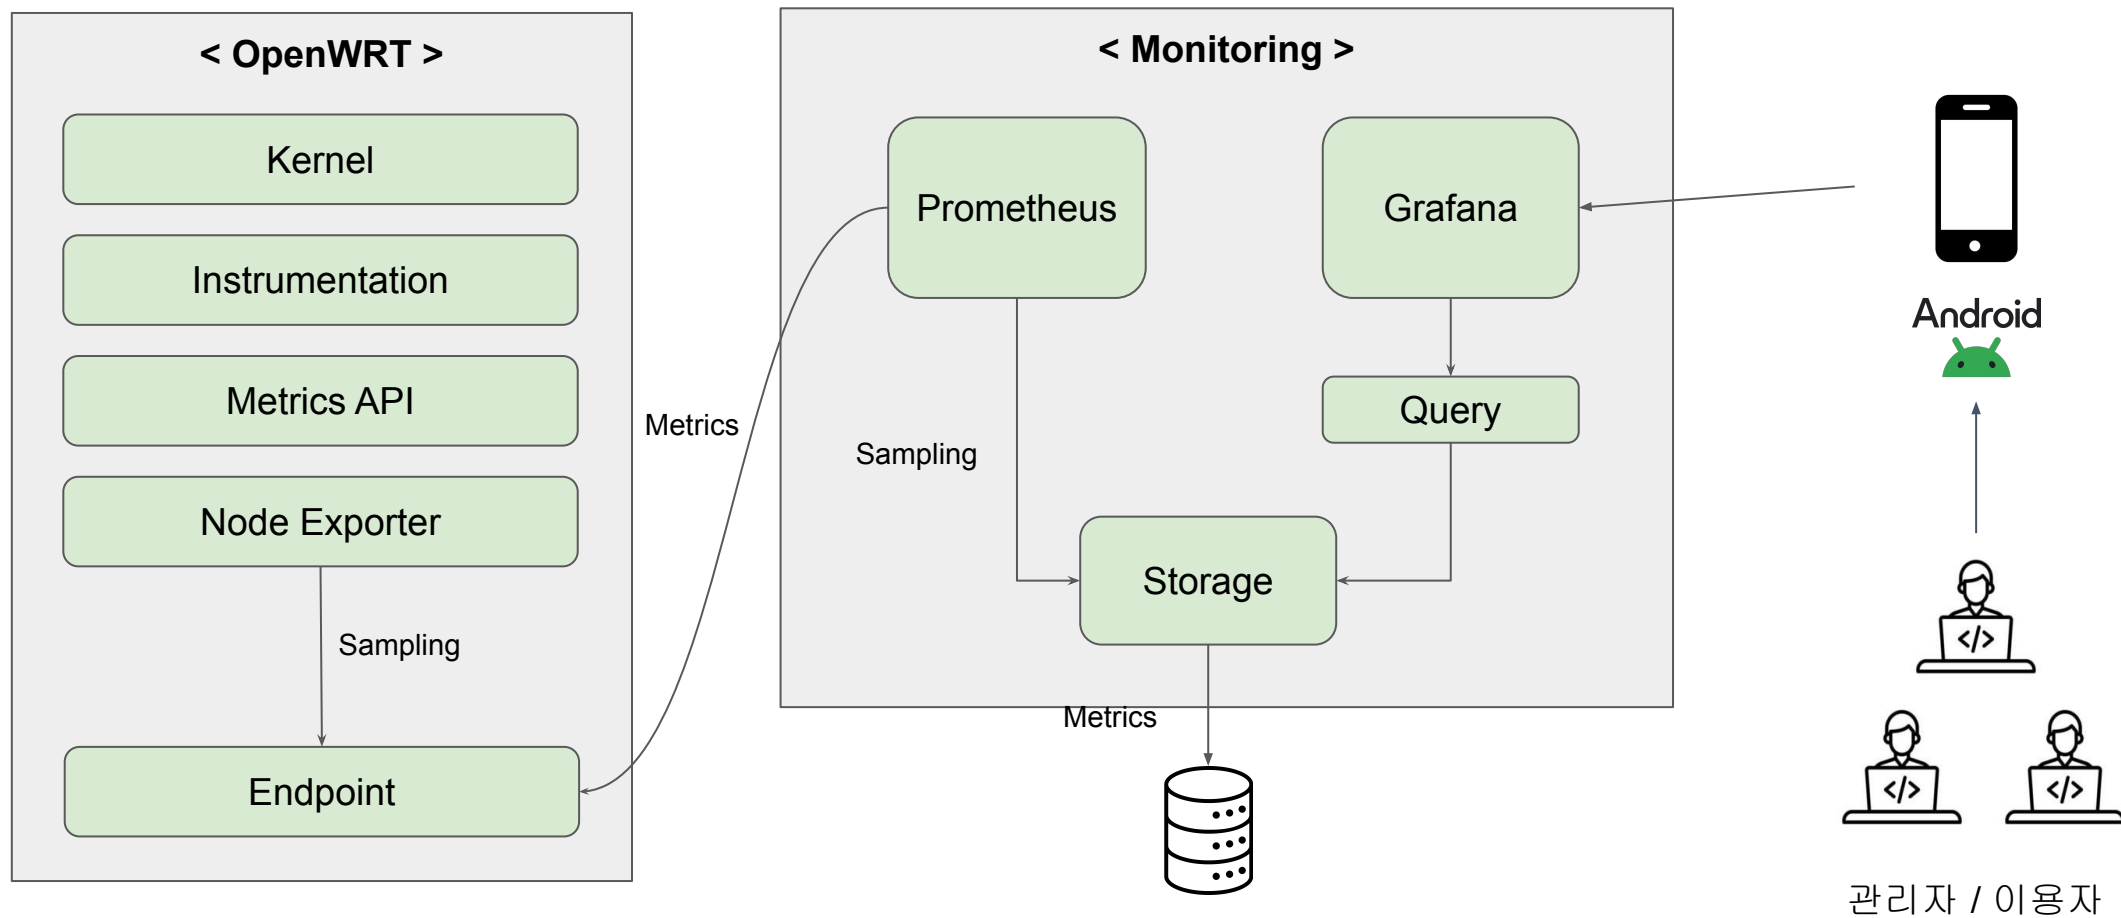 < OpenWRT >
Kernel
Instrumentation
Metrics API
Node Exporter
Sampling
Endpoint
Metrics
< Monitoring >
Prometheus
Grafana
Query
Sampling
Storage
Metrics
Android
</>
</>
</>
관리자 / 이용자